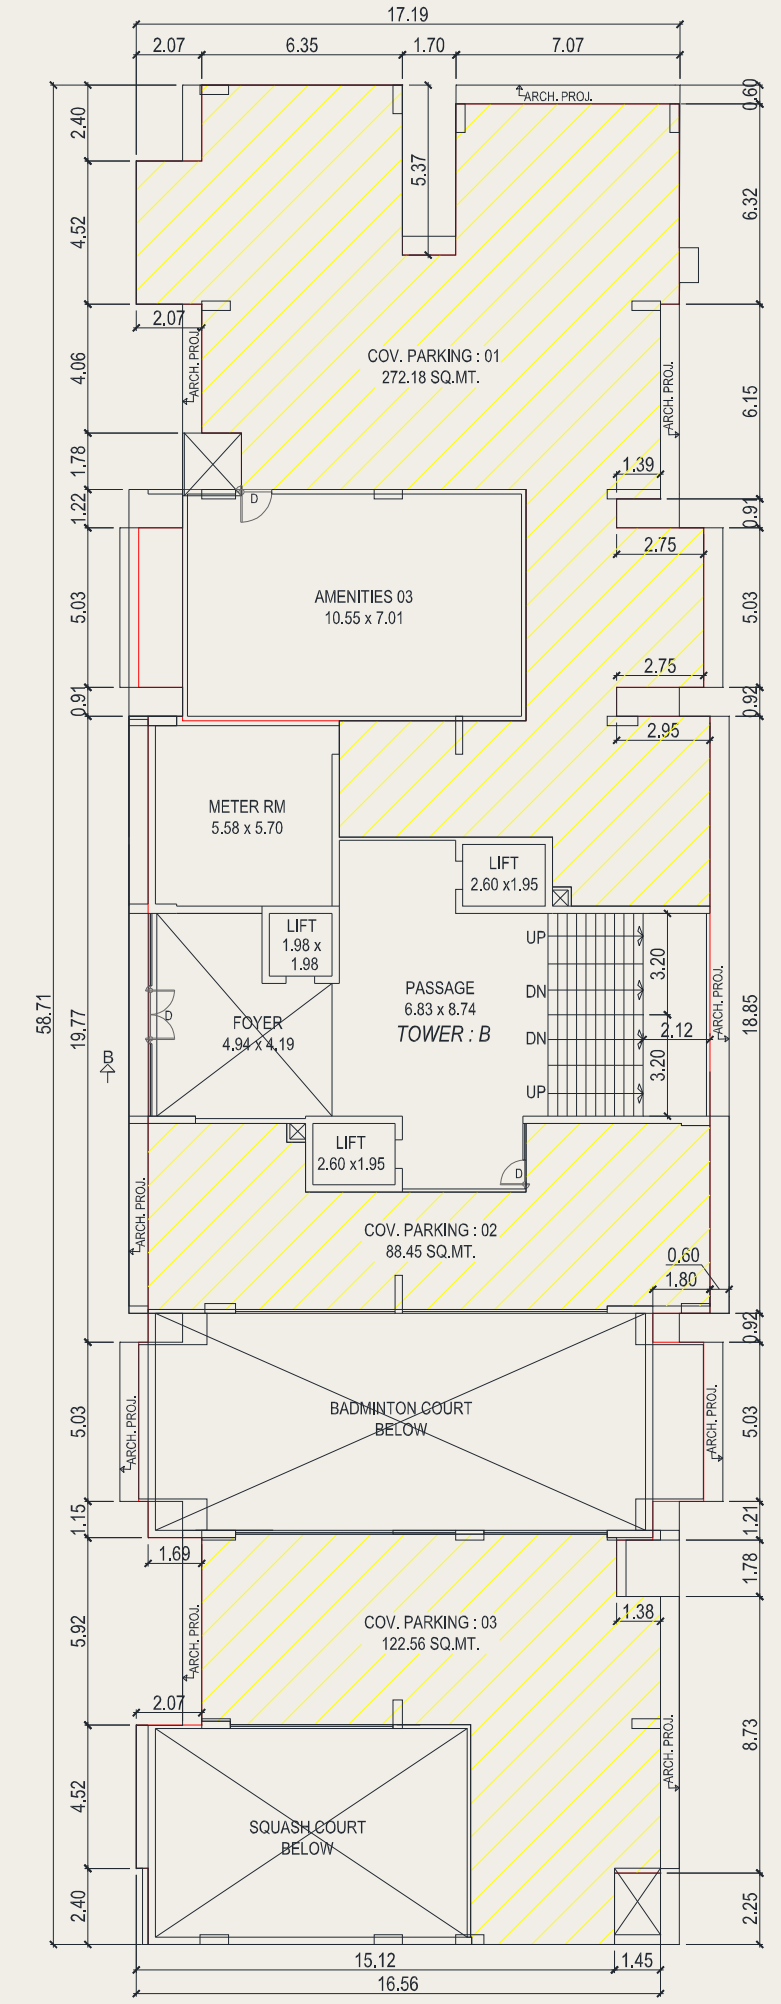 17.19
2.07 6.35 1.70 7.07
ARCH. PROJ.
0.60
2.40
5.37
6.32
4.52
2.07
ARCH. PROJ.
COV. PARKING : 01
272.18 SQ.MT.
ARCH. PROJ.
4.06
6.15
1.78
1.39
D
1.22
0.91
2.75
AMENITIES 03
10.55 x 7.01
5.03
5.03
2.75
0.91
0.92
2.95
METER RM
5.58 x 5.70
LIFT
2.60 x1.95
LIFT
1.98 x
1.98
UP
3.20
PASSAGE
6.83 x 8.74
TOWER : B
DN
ARCH. PROJ.
58.71
19.77
18.85
D
FOYER
4.94 x 4.19
DN
2.12
B
3.20
UP
LIFT
2.60 x1.95
D
ARCH. PROJ.
COV. PARKING : 02
88.45 SQ.MT.
0.60
1.80
0.92
BADMINTON COURT
BELOW
ARCH. PROJ.
ARCH. PROJ.
5.03
5.03
1.15
1.21
1.69
1.78
ARCH. PROJ.
COV. PARKING : 03
122.56 SQ.MT.
1.38
5.92
2.07
ARCH. PROJ.
8.73
4.52
SQUASH COURT
BELOW
2.40
2.25
15.12 1.45
16.56